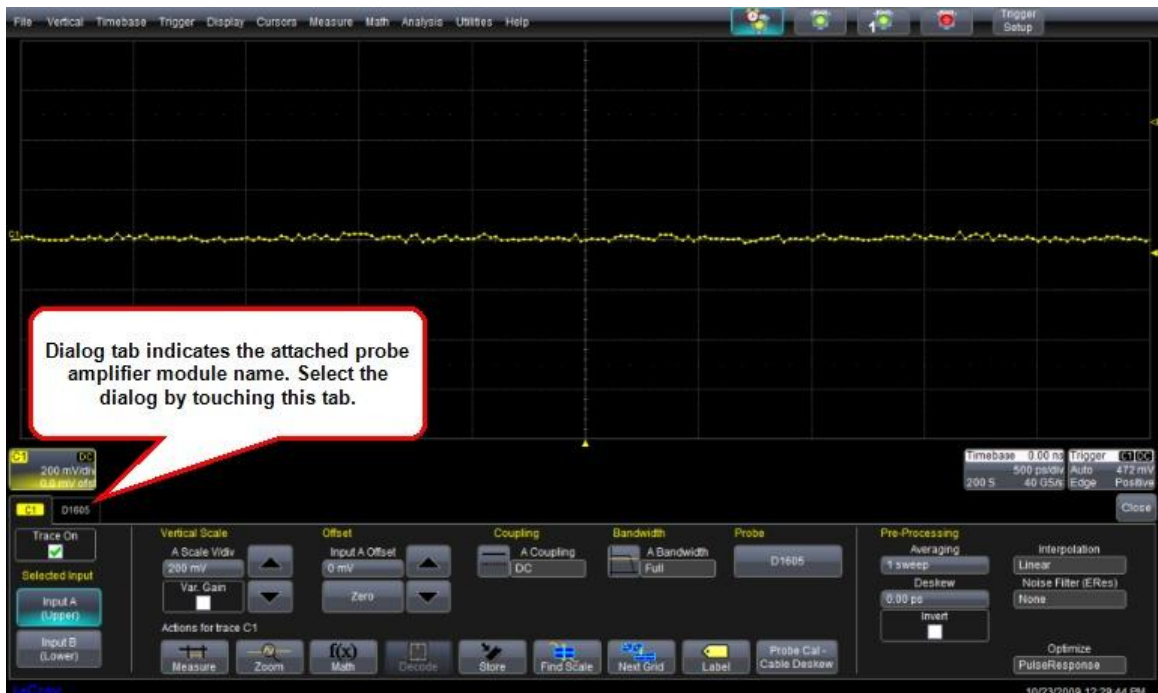 File Vertical Timebase Trigger Display Cursors Measure Math Analysis Utilities Help
1
Trigger
Setup
C1
Dialog tab indicates the attached probe
amplifier module name. Select the
dialog by touching this tab.
C1 DC
200 mV/div
0.0 mV ofst
Timebase 0.00 ns
500 ps/div
200 S 40 GS/s
Trigger C1 DC
Auto 472 mV
Edge Positive
C1 D1605
Close
Trace On
Selected Input
Input A
(Upper)
Input B
(Lower)
Vertical Scale
A Scale V/div
200 mV
Var. Gain
Offset
Input A Offset
0 mV
Zero
Coupling
A Coupling
DC
Bandwidth
A Bandwidth
Full
Probe
D1605
Actions for trace C1
Measure
Zoom
f(x)
Math
Decode
Store
Find Scale
Next Grid
Label
Probe Cal -
Cable Deskew
Pre-Processing
Averaging
1 sweep
Deskew
0.00 ps
Invert
Interpolation
Linear
Noise Filter (ERes)
None
Optimize
PulseResponse
LeCroy
10/23/2009 12:29:44 PM